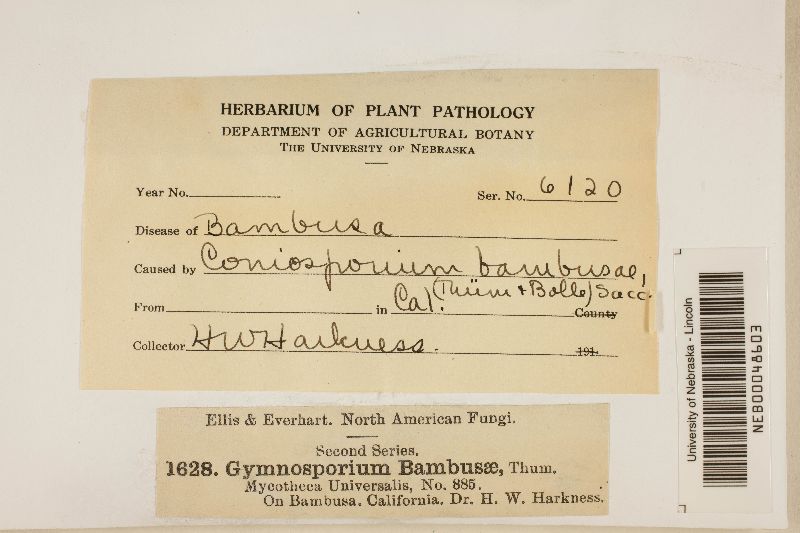 HERBARIUM OF PLANT PATHOLOGY
DEPARTMENT OF AGRICULTURAL BOTANY
THE UNIVERSITY OF NEBRASKA
Year No. Ser. No. 6120
Disease of Bambusa
Caused by Coniosporium bambusae,
(Thüm + Bolle) Sacc.
From in Cal. County
Collector HW Harkness. 191
Ellis & Everhart. North American Fungi.
Second Series.
1628. Gymnosporium Bambusæ, Thum.
Mycotheca Universalis, No. 885.
On Bambusa. California. Dr. H. W. Harkness.
University of Nebraska - Lincoln
NEB00048603